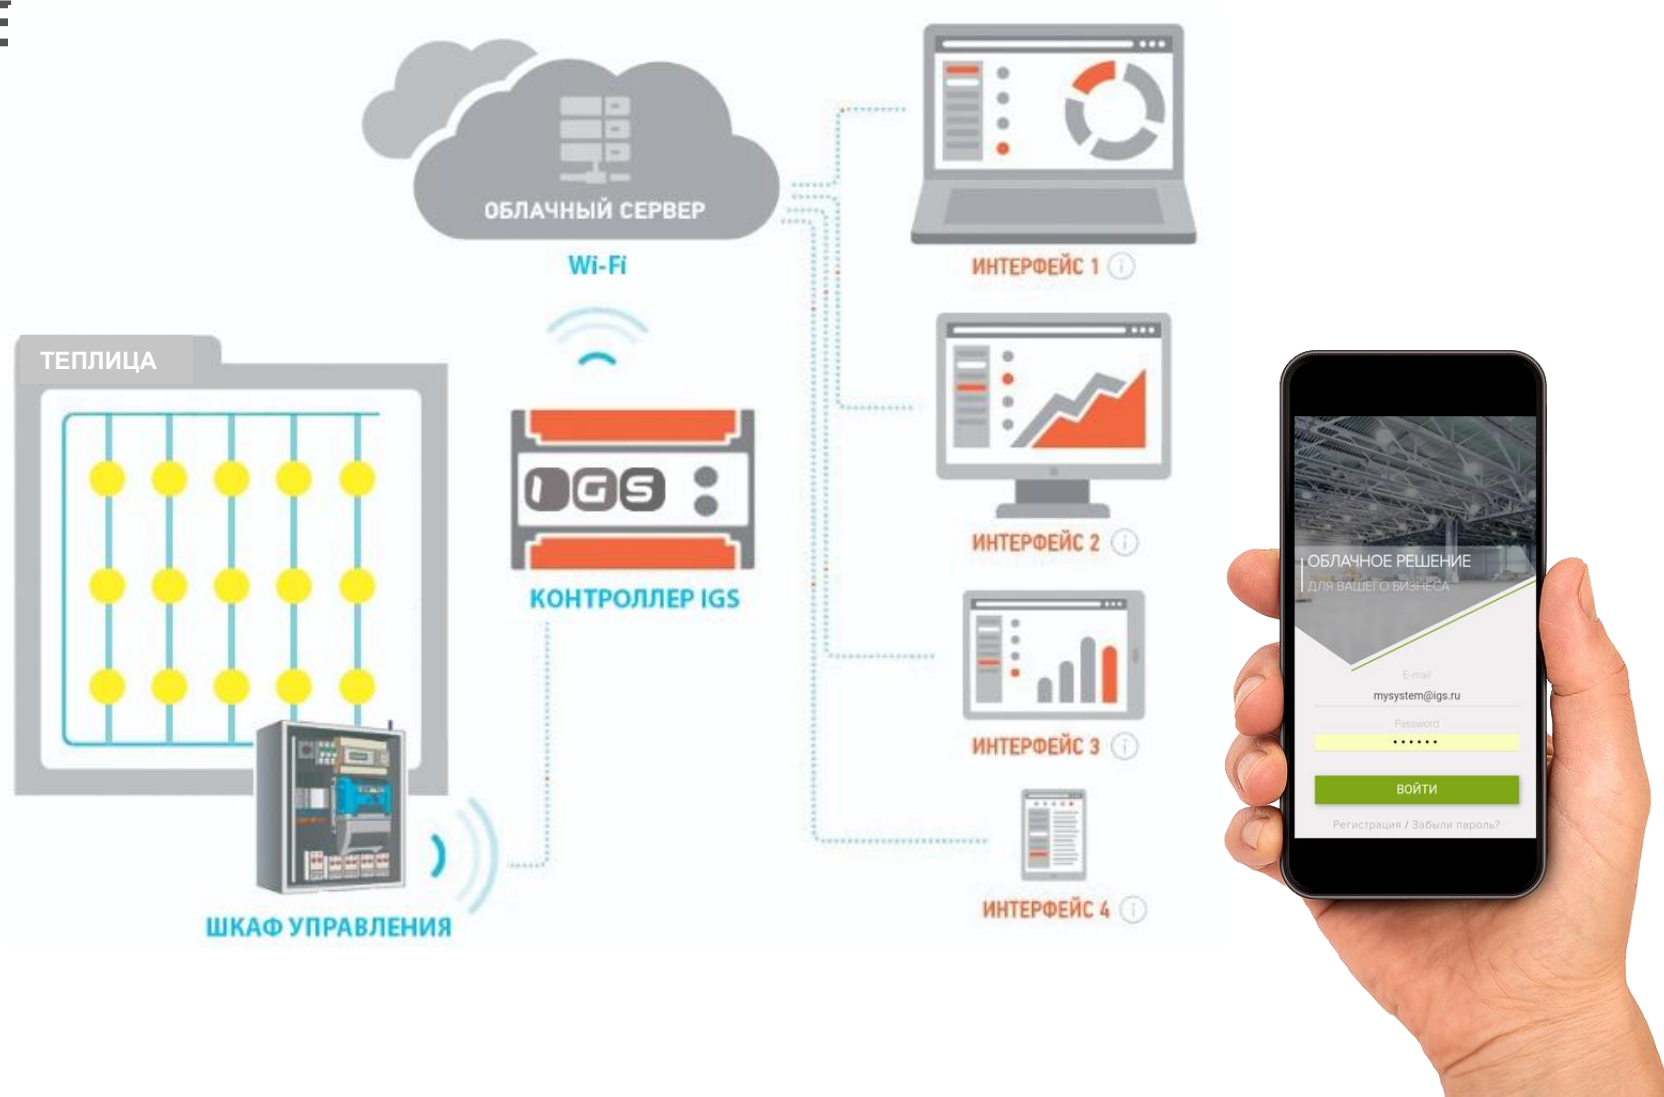 ОБЛАЧНЫЙ СЕРВЕР
Wi-Fi
ТЕПЛИЦА
IGS
КОНТРОЛЛЕР IGS
ШКАФ УПРАВЛЕНИЯ
ИНТЕРФЕЙС 1 i
ИНТЕРФЕЙС 2 i
ИНТЕРФЕЙС 3 i
ИНТЕРФЕЙС 4 i
ОБЛАЧНОЕ РЕШЕНИЕ
ДЛЯ ВАШЕГО БИЗНЕСА
E-mail
mysystem@igs.ru
Password
••••••
ВОЙТИ
Регистрация / Забыли пароль?